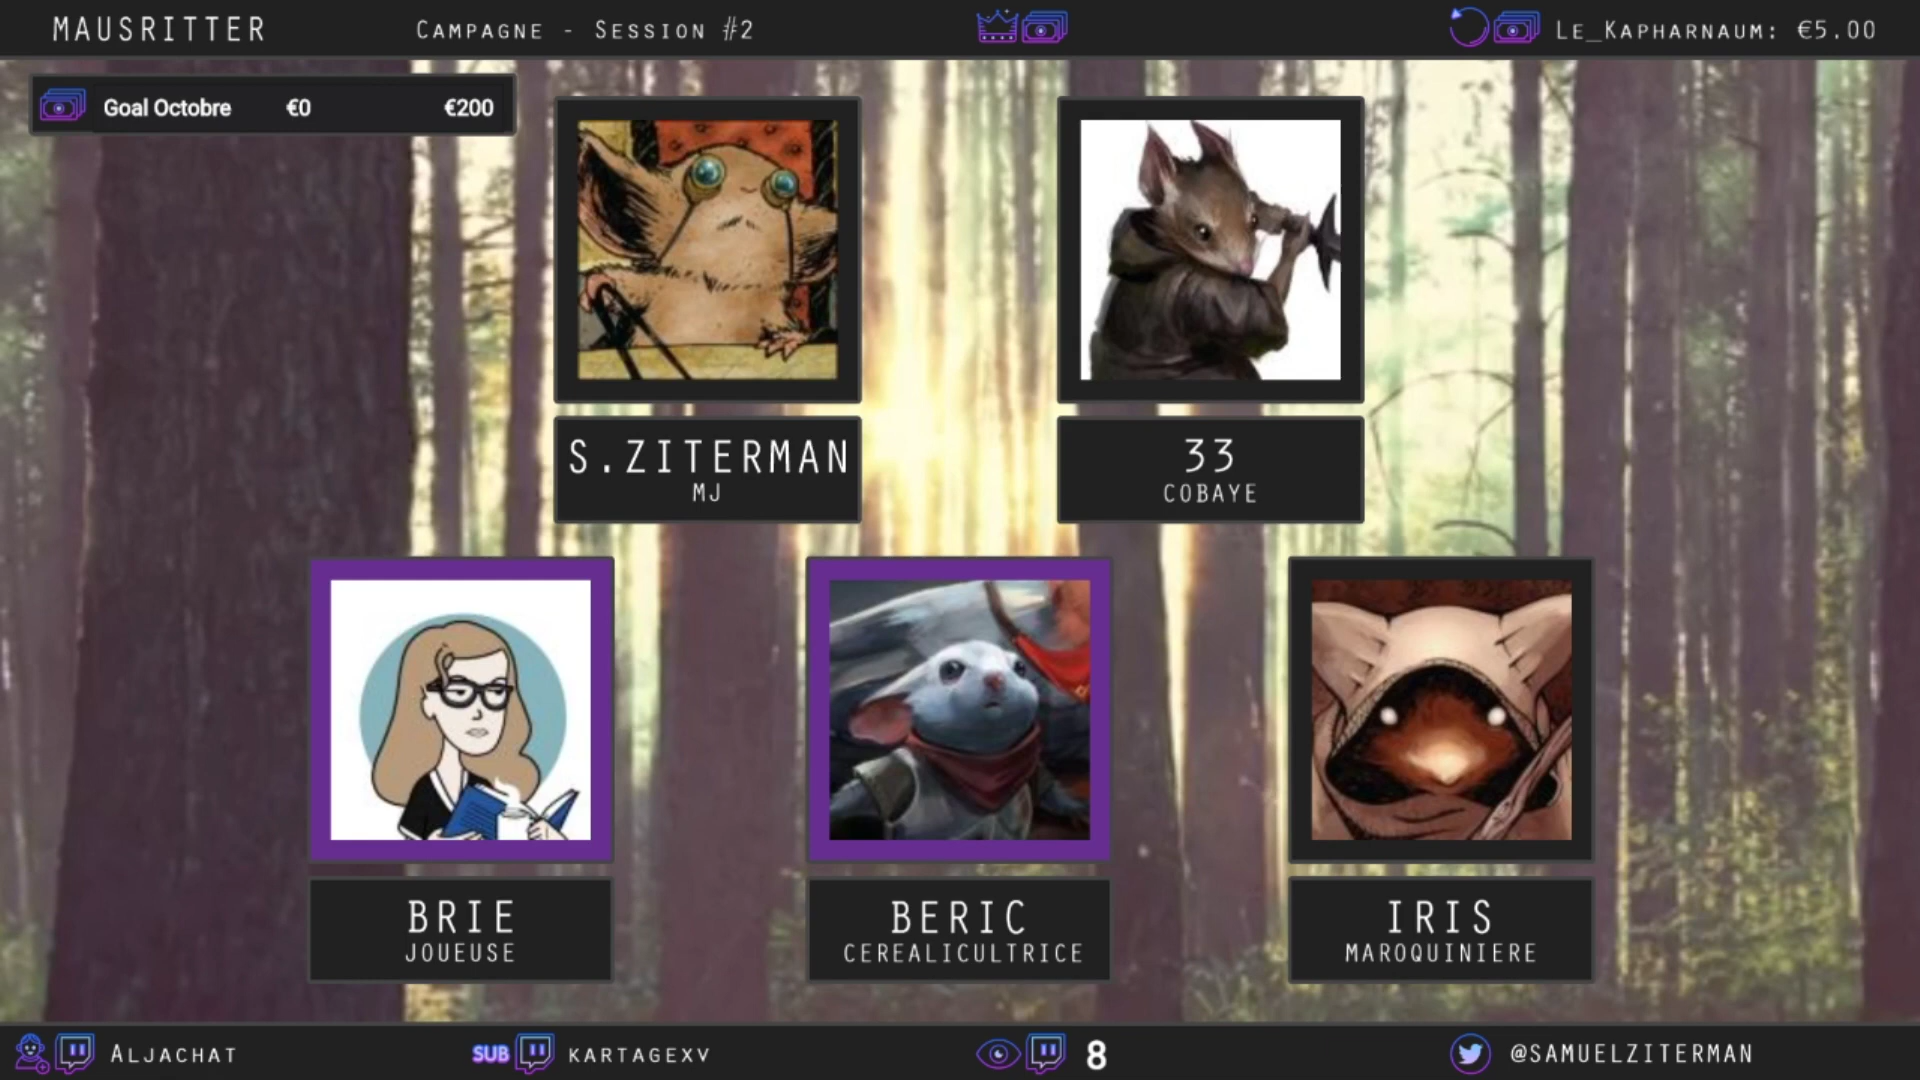 MAUSRITTER
Campagne - Session #2
Le_Kapharnaum: €5.00
Goal Octobre €0 €200
S.ZITERMAN
MJ
33
COBAYE
BRIE
JOUEUSE
BERIC
CEREALICULTRICE
IRIS
MAROQUINIERE
Aljachat
SUB kartagexv
8
@samuelziterman